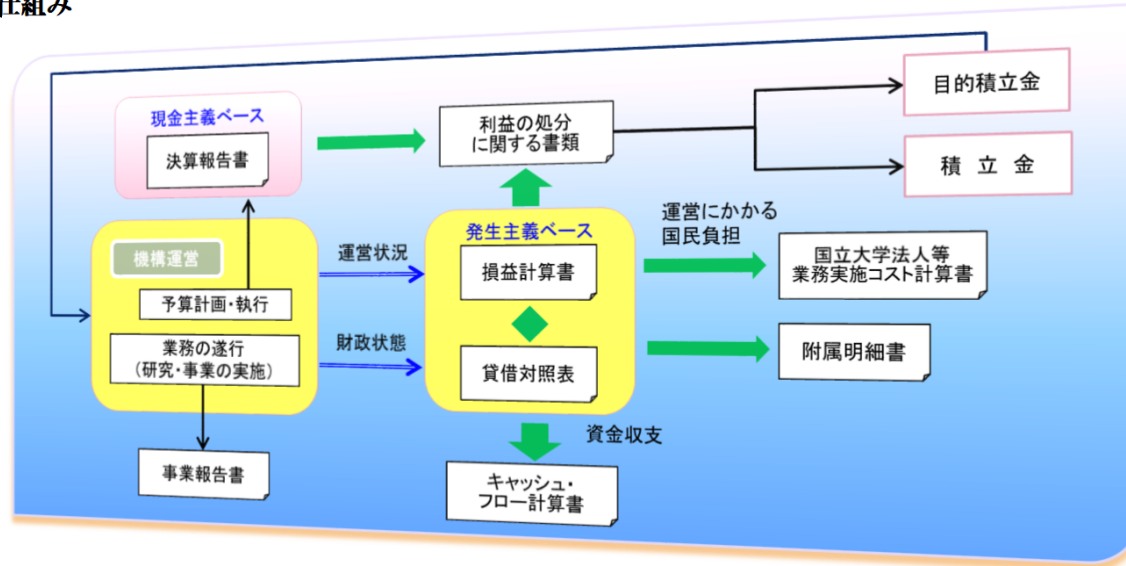 仕組み
現金主義ベース
決算報告書
利益の処分
に関する書類
目的積立金
積 立 金
機構運営
予算計画・執行
業務の遂行
（研究・事業の実施）
事業報告書
運営状況
財政状態
発生主義ベース
損益計算書
貸借対照表
運営にかかる
国民負担
国立大学法人等
業務実施コスト計算書
附属明細書
資金収支
キャッシュ・
フロー計算書